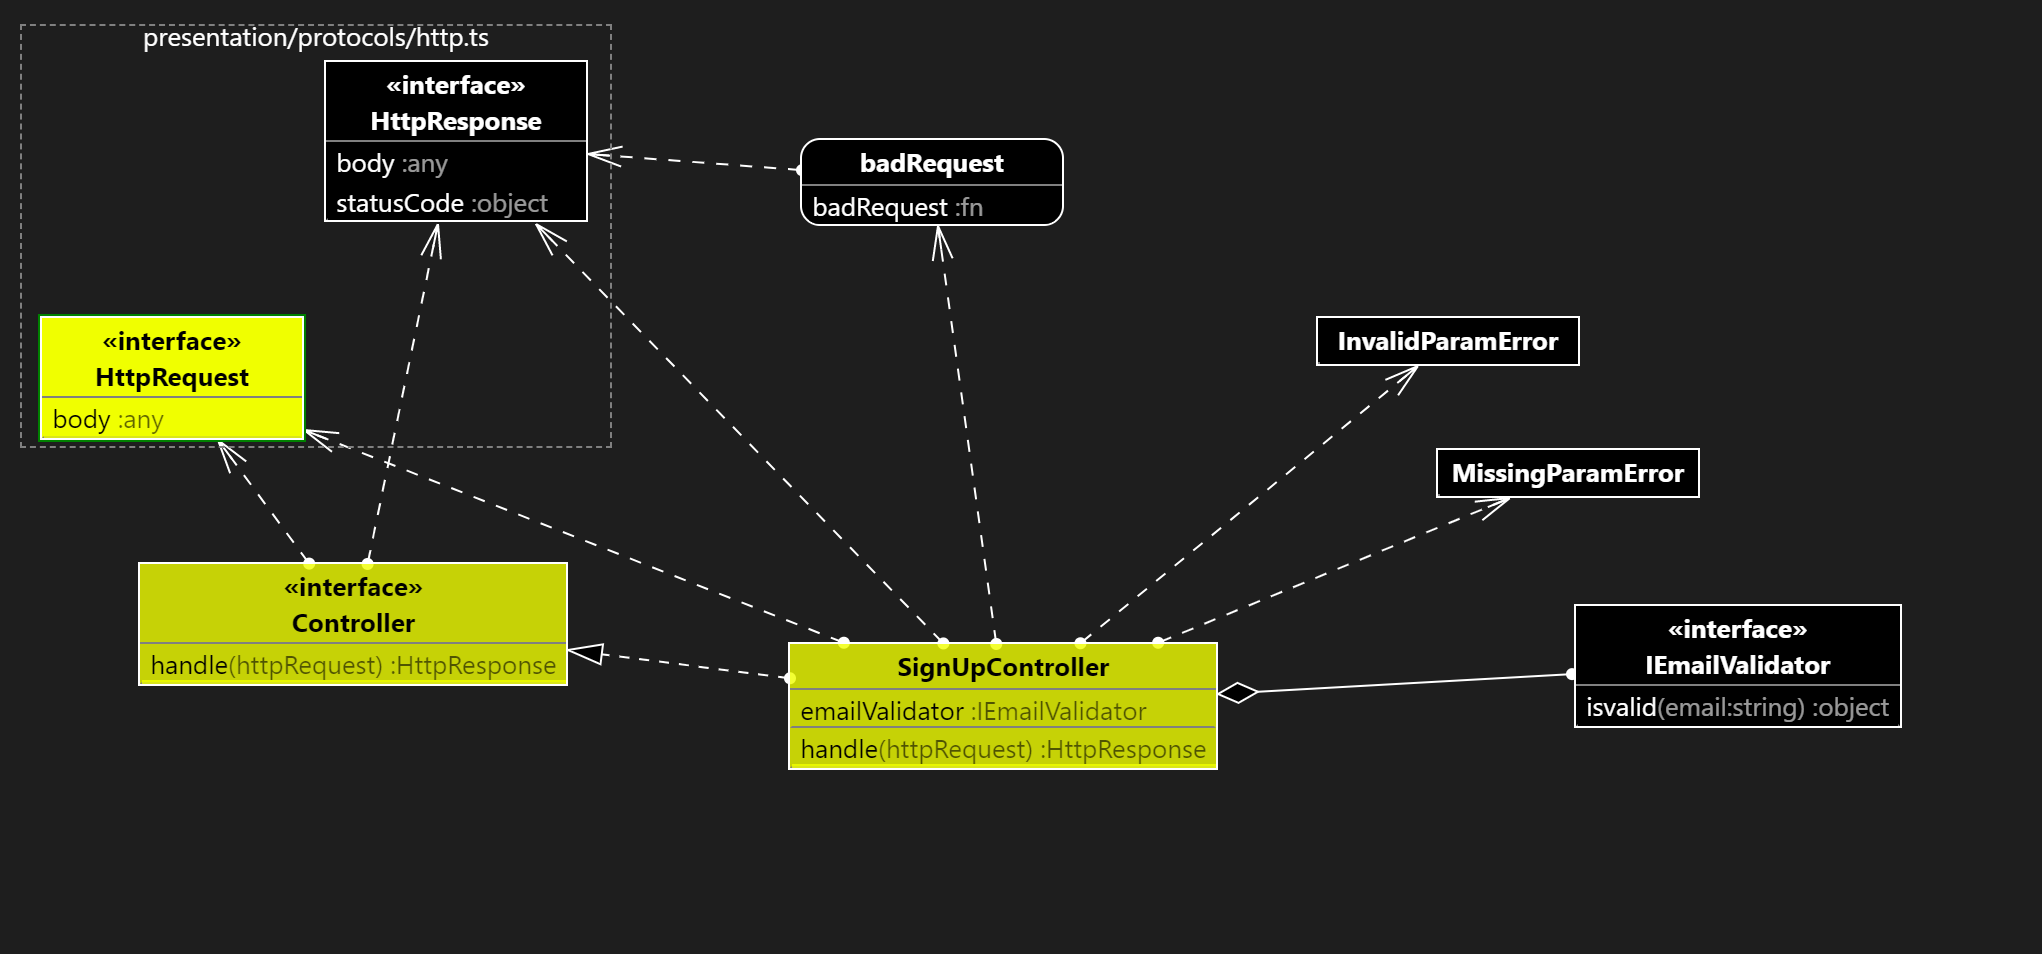 presentation/protocols/http.ts
«interface»
HttpResponse
body :any
statusCode :object
badRequest
badRequest :fn
«interface»
HttpRequest
body :any
InvalidParamError
MissingParamError
«interface»
Controller
handle(httpRequest) :HttpResponse
SignUpController
emailValidator :IEmailValidator
handle(httpRequest) :HttpResponse
«interface»
IEmailValidator
isvalid(email:string) :object